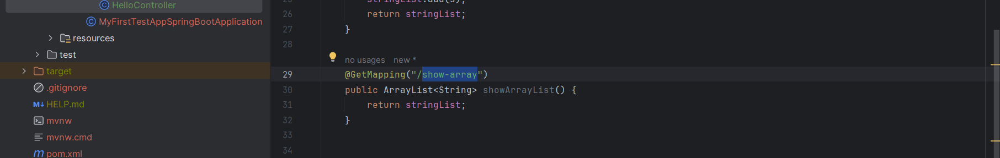 HelloController
MyFirstTestAppSpringBootApplication
resources
test
target
.gitignore
M↓ HELP.md
mvnw
mvnw.cmd
m pom.xml
26 return stringList;
27 }
28
no usages new *
29 @GetMapping("/show-array")
30 public ArrayList<String> showArrayList() {
31 return stringList;
32 }
33
34